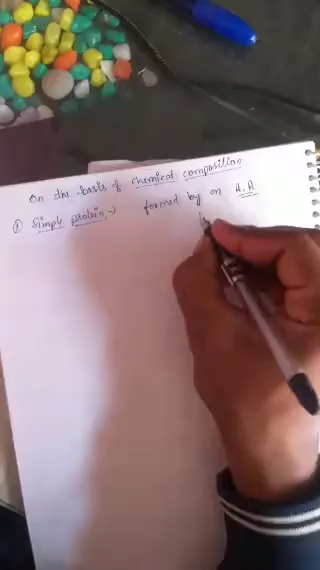 On the basis of chemical composition
① Simple protein → formed by on A.A